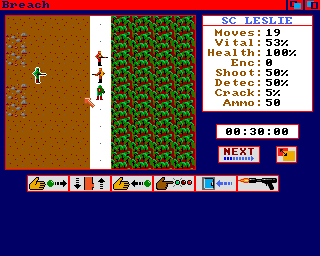 Breach
SC LESLIE
Moves: 19
Vital: 53%
Health: 100%
Enc: 0
Shoot: 50%
Detec: 50%
Crack: 5%
Ammo: 50
00:30:00
NEXT